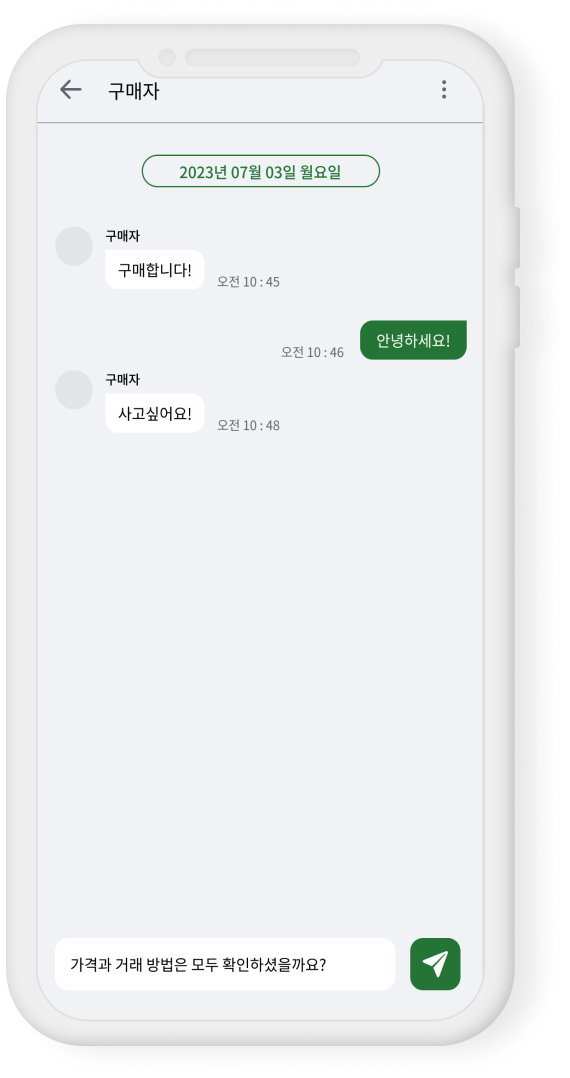 구매자
2023년 07월 03일 월요일
구매자
구매합니다!
오전 10 : 45
안녕하세요!
오전 10 : 46
구매자
사고싶어요!
오전 10 : 48
가격과 거래 방법은 모두 확인하셨을까요?